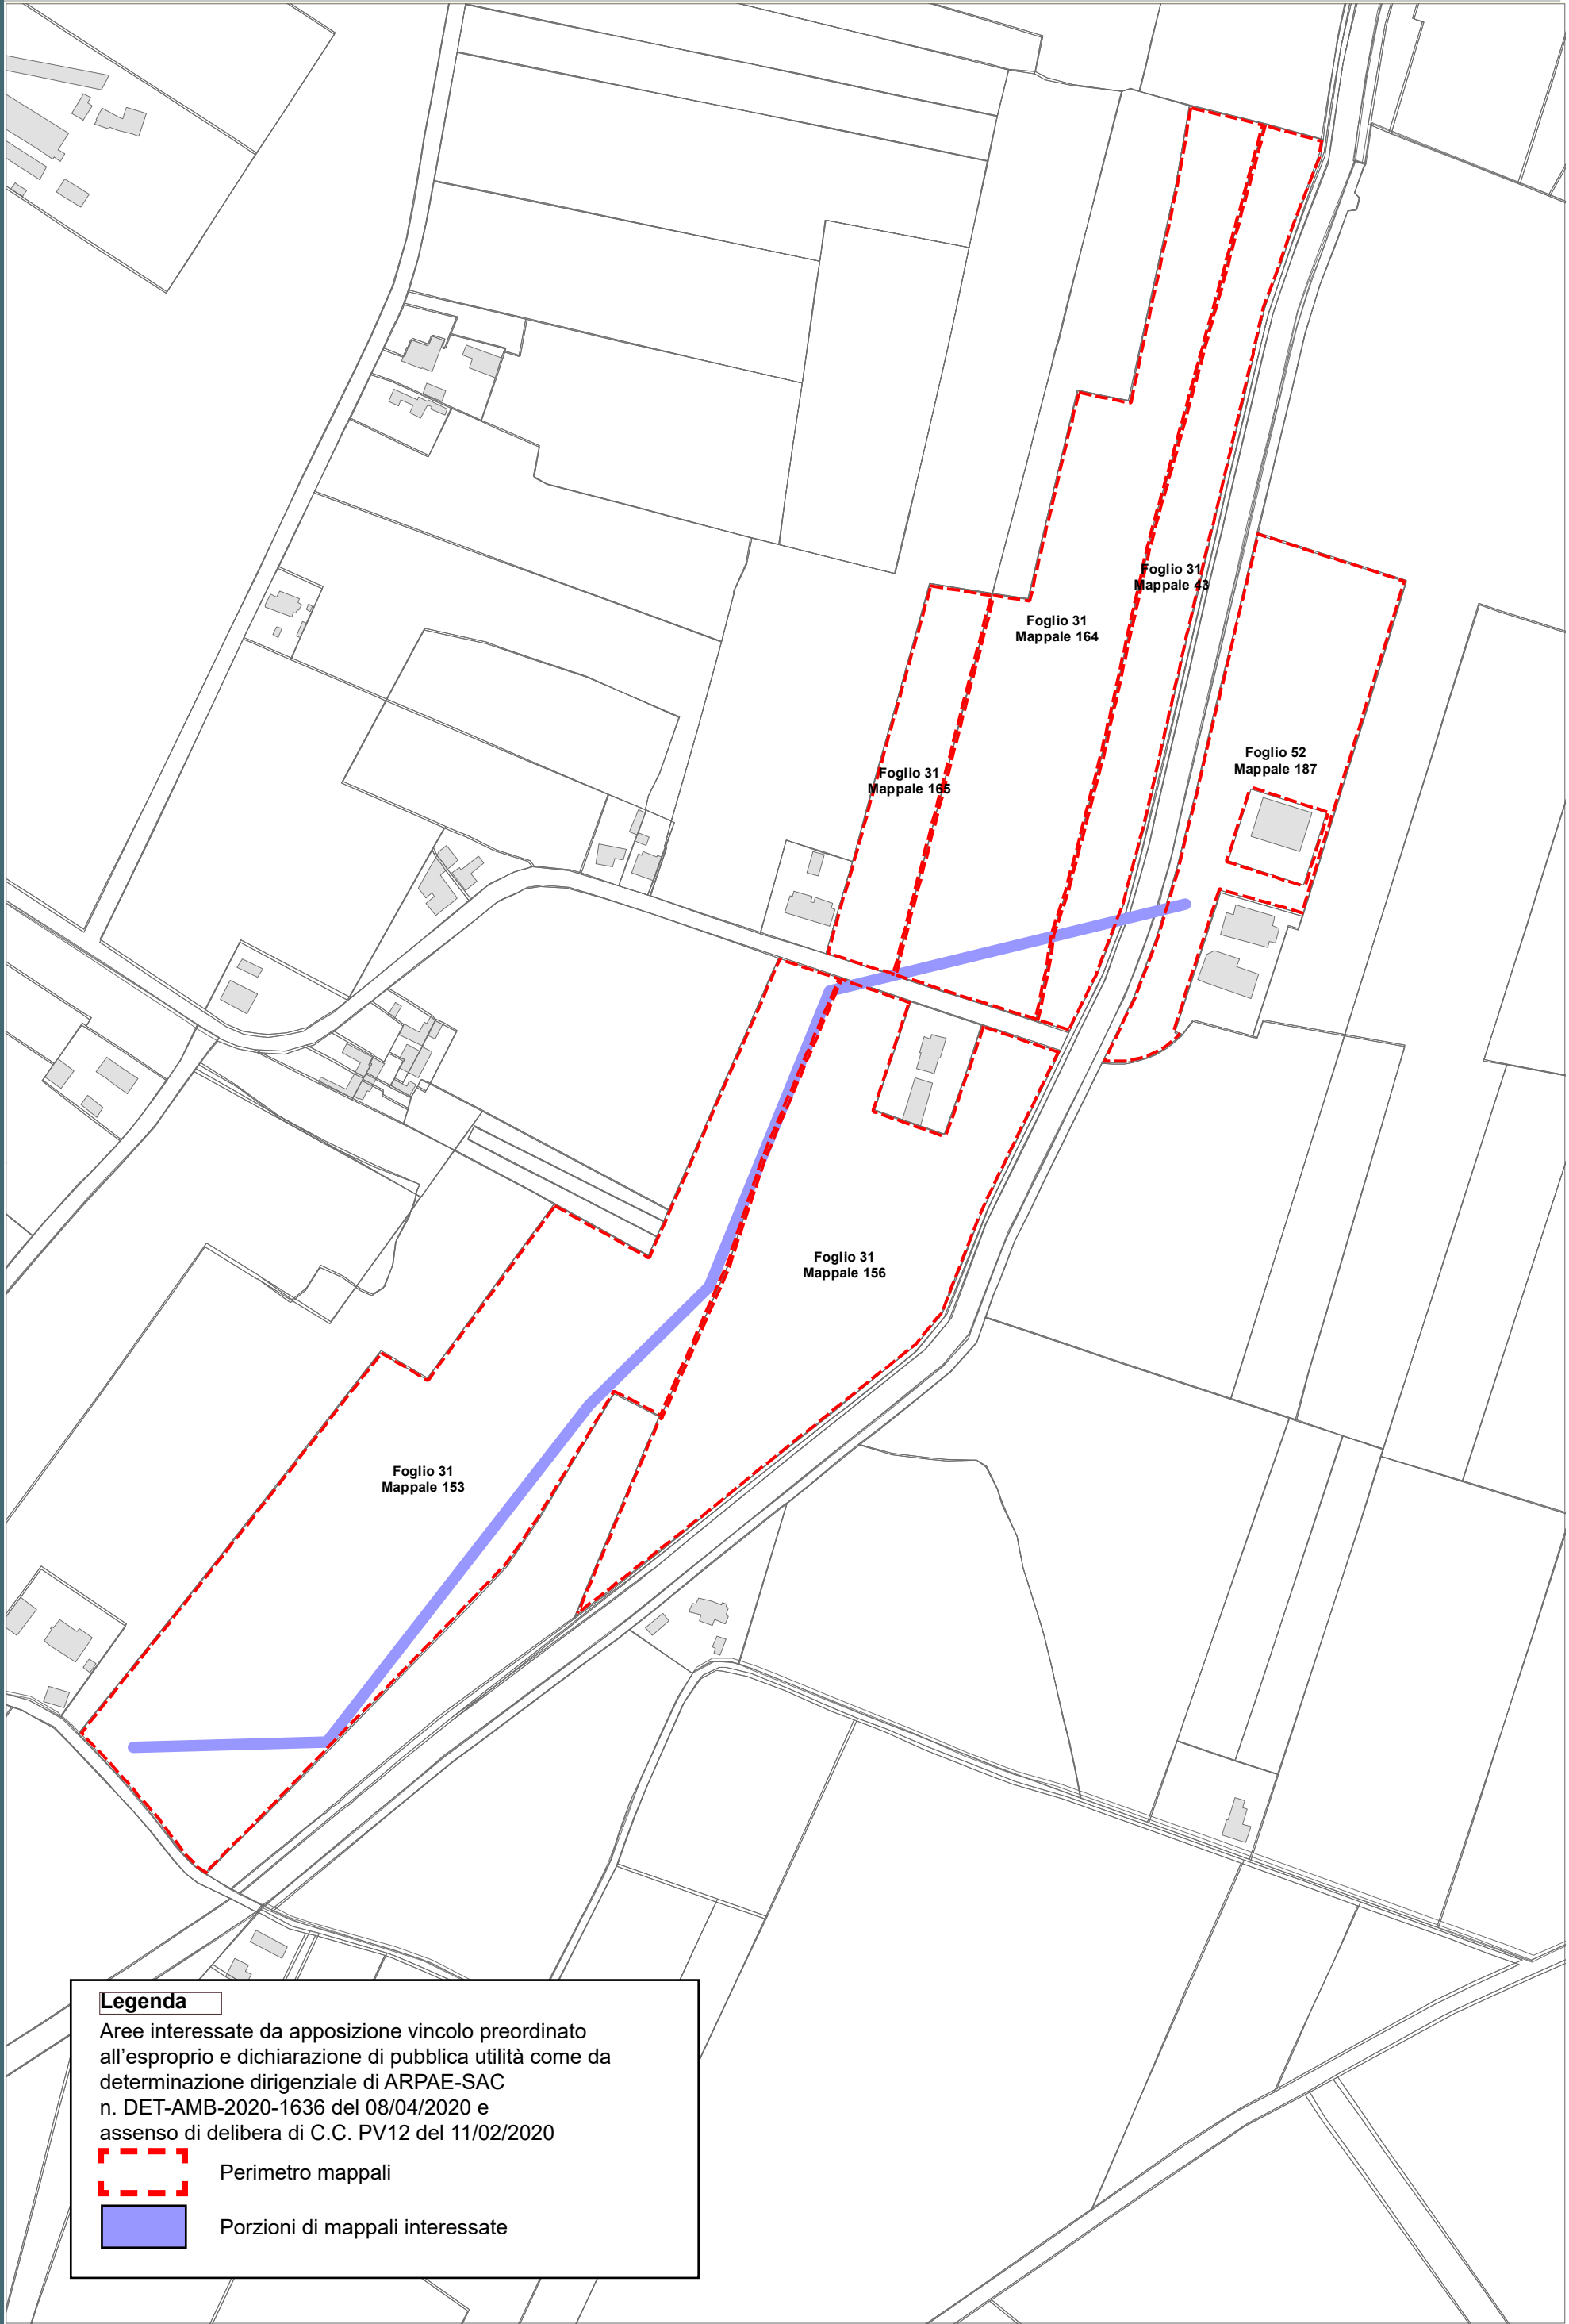 Foglio 31
Mappale 43
Foglio 31
Mappale 164
Foglio 52
Mappale 187
Foglio 31
Mappale 165
Foglio 31
Mappale 156
Foglio 31
Mappale 153
Legenda
Aree interessate da apposizione vincolo preordinato
all'esproprio e dichiarazione di pubblica utilità come da
determinazione dirigenziale di ARPAE-SAC
n. DET-AMB-2020-1636 del 08/04/2020 e
assenso di delibera di C.C. PV12 del 11/02/2020
Perimetro mappali
Porzioni di mappali interessate